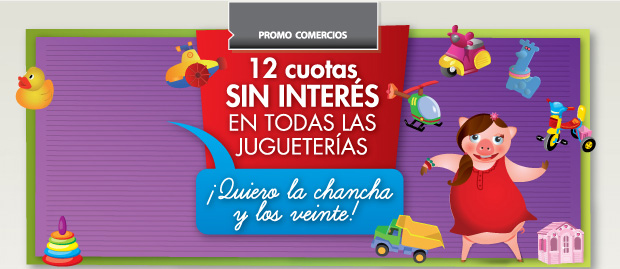 PROMO COMERCIOS
12 cuotas
SIN INTERÉS
EN TODAS LAS
JUGUETERÍAS
¡Quiero la chancha
y los veinte!